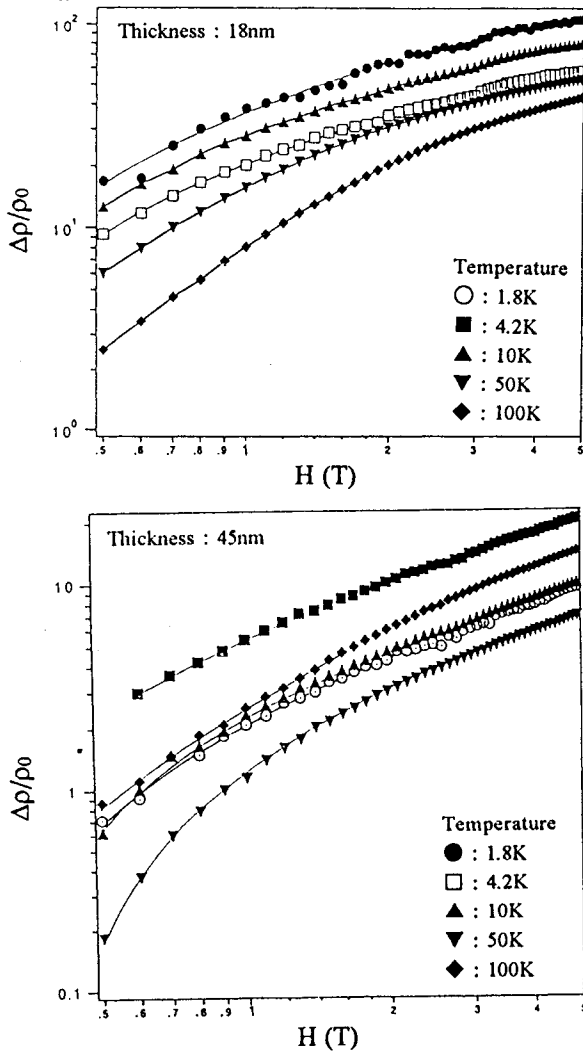 Thickness : 18nm
10²
10¹
10⁰
Δρ/ρ0
Temperature
: 1.8K
: 4.2K
: 10K
: 50K
: 100K
.5 .6 .7 .8 .9 1 2 3 4 5
H (T)
Thickness : 45nm
10
1
0.1
Δρ/ρ0
Temperature
: 1.8K
: 4.2K
: 10K
: 50K
: 100K
.5 .6 .7 .8 .9 1 2 3 4 5
H (T)